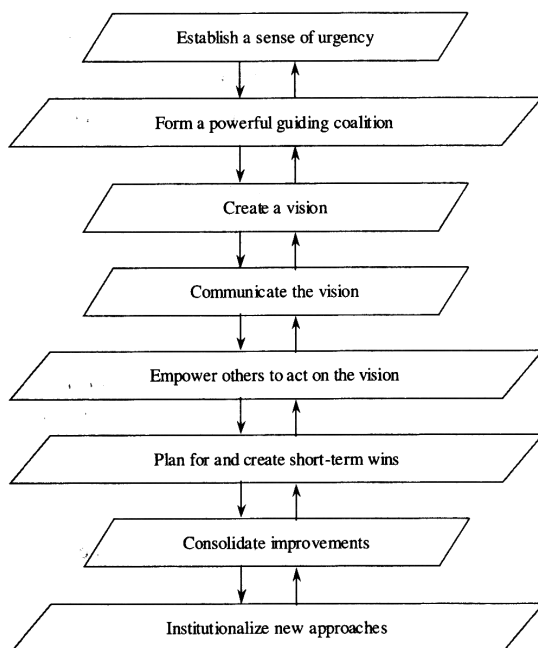 Establish a sense of urgency
Form a powerful guiding coalition
Create a vision
Communicate the vision
Empower others to act on the vision
Plan for and create short-term wins
Consolidate improvements
Institutionalize new approaches